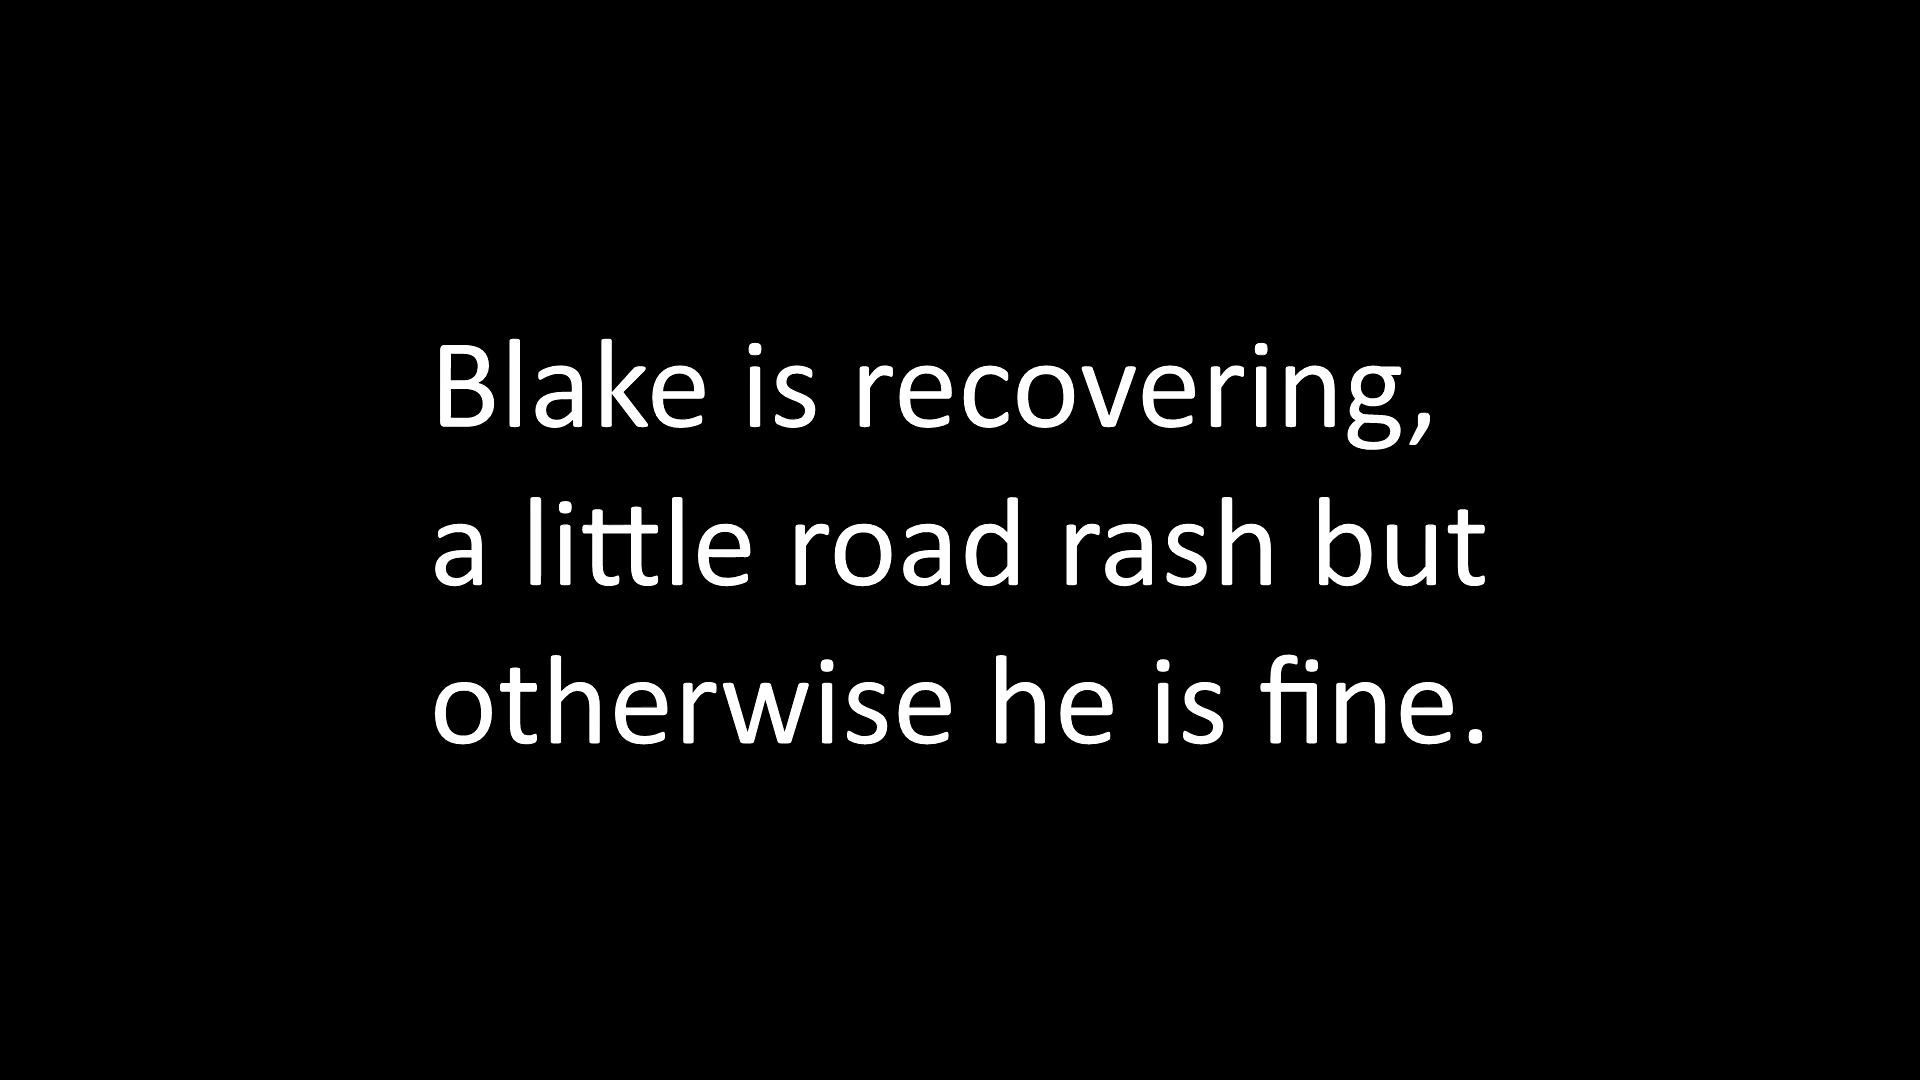 Blake is recovering,
a little road rash but
otherwise he is fine.